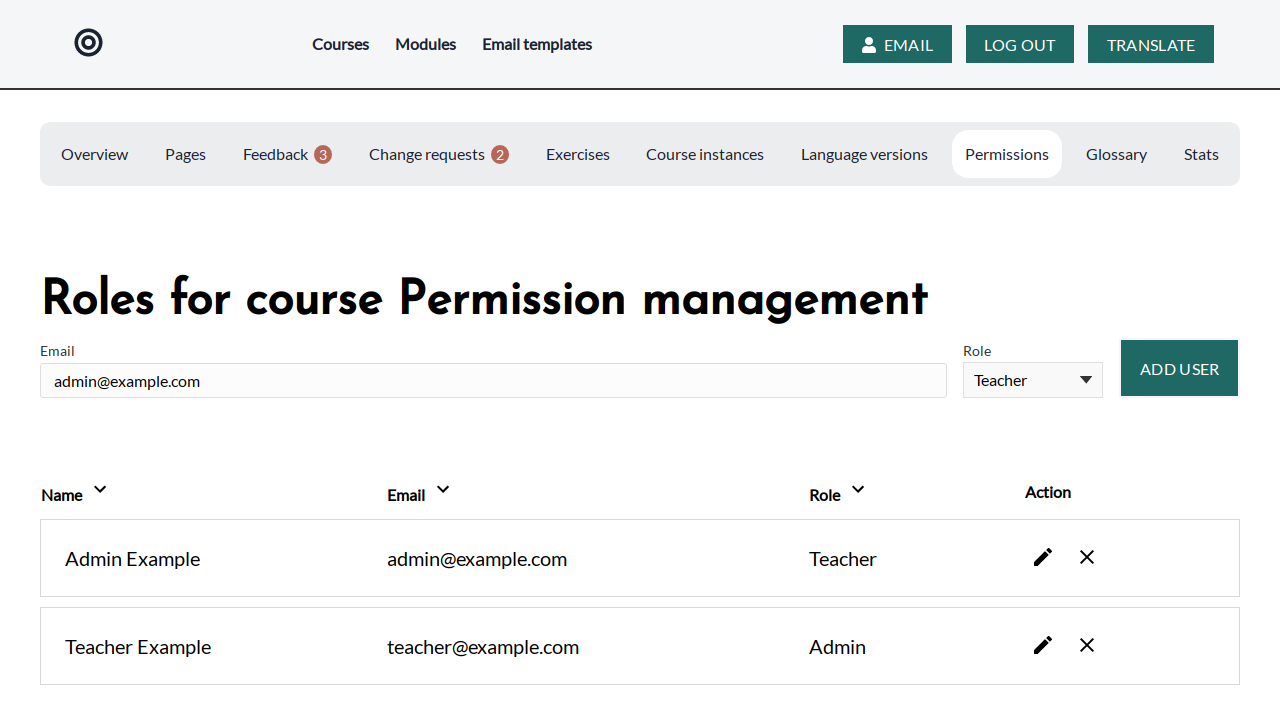 Courses Modules Email templates EMAIL LOG OUT TRANSLATE
Overview Pages Feedback 3 Change requests 2 Exercises Course instances Language versions Permissions Glossary Stats
Roles for course Permission management
Email Role
admin@example.com Teacher ADD USER
Name Email Role Action
Admin Example admin@example.com Teacher
Teacher Example teacher@example.com Admin